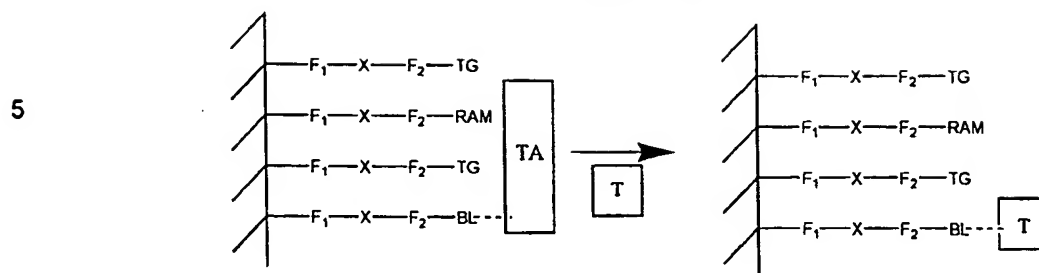 F₁—X—F₂—TG F₁—X—F₂—TG
5 F₁—X—F₂—RAM TA T F₁—X—F₂—RAM
F₁—X—F₂—TG F₁—X—F₂—TG
F₁—X—F₂—BL F₁—X—F₂—BL T